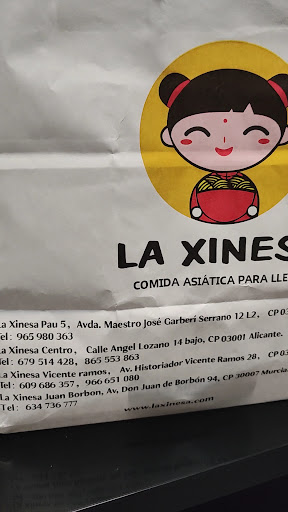 LA XINES
COMIDA ASIÁTICA PARA LLE
La Xinesa Pau 5, Avda. Maestro José Garberí Serrano 12 L2, CP 03
Tel: 965 980 363
La Xinesa Centro, Calle Angel Lozano 14 bajo, CP 03001 Alicante.
Tel: 679 514 428, 865 553 863
La Xinesa Vicente ramos, Av. Historiador Vicente Ramos 28, CP 03
Tel: 609 686 357, 966 651 080
La Xinesa Juan Borbon, Av, Don Juan de Borbón 94, CP 30007 Murcia
Tel: 634 736 777
www.laxinesa.com